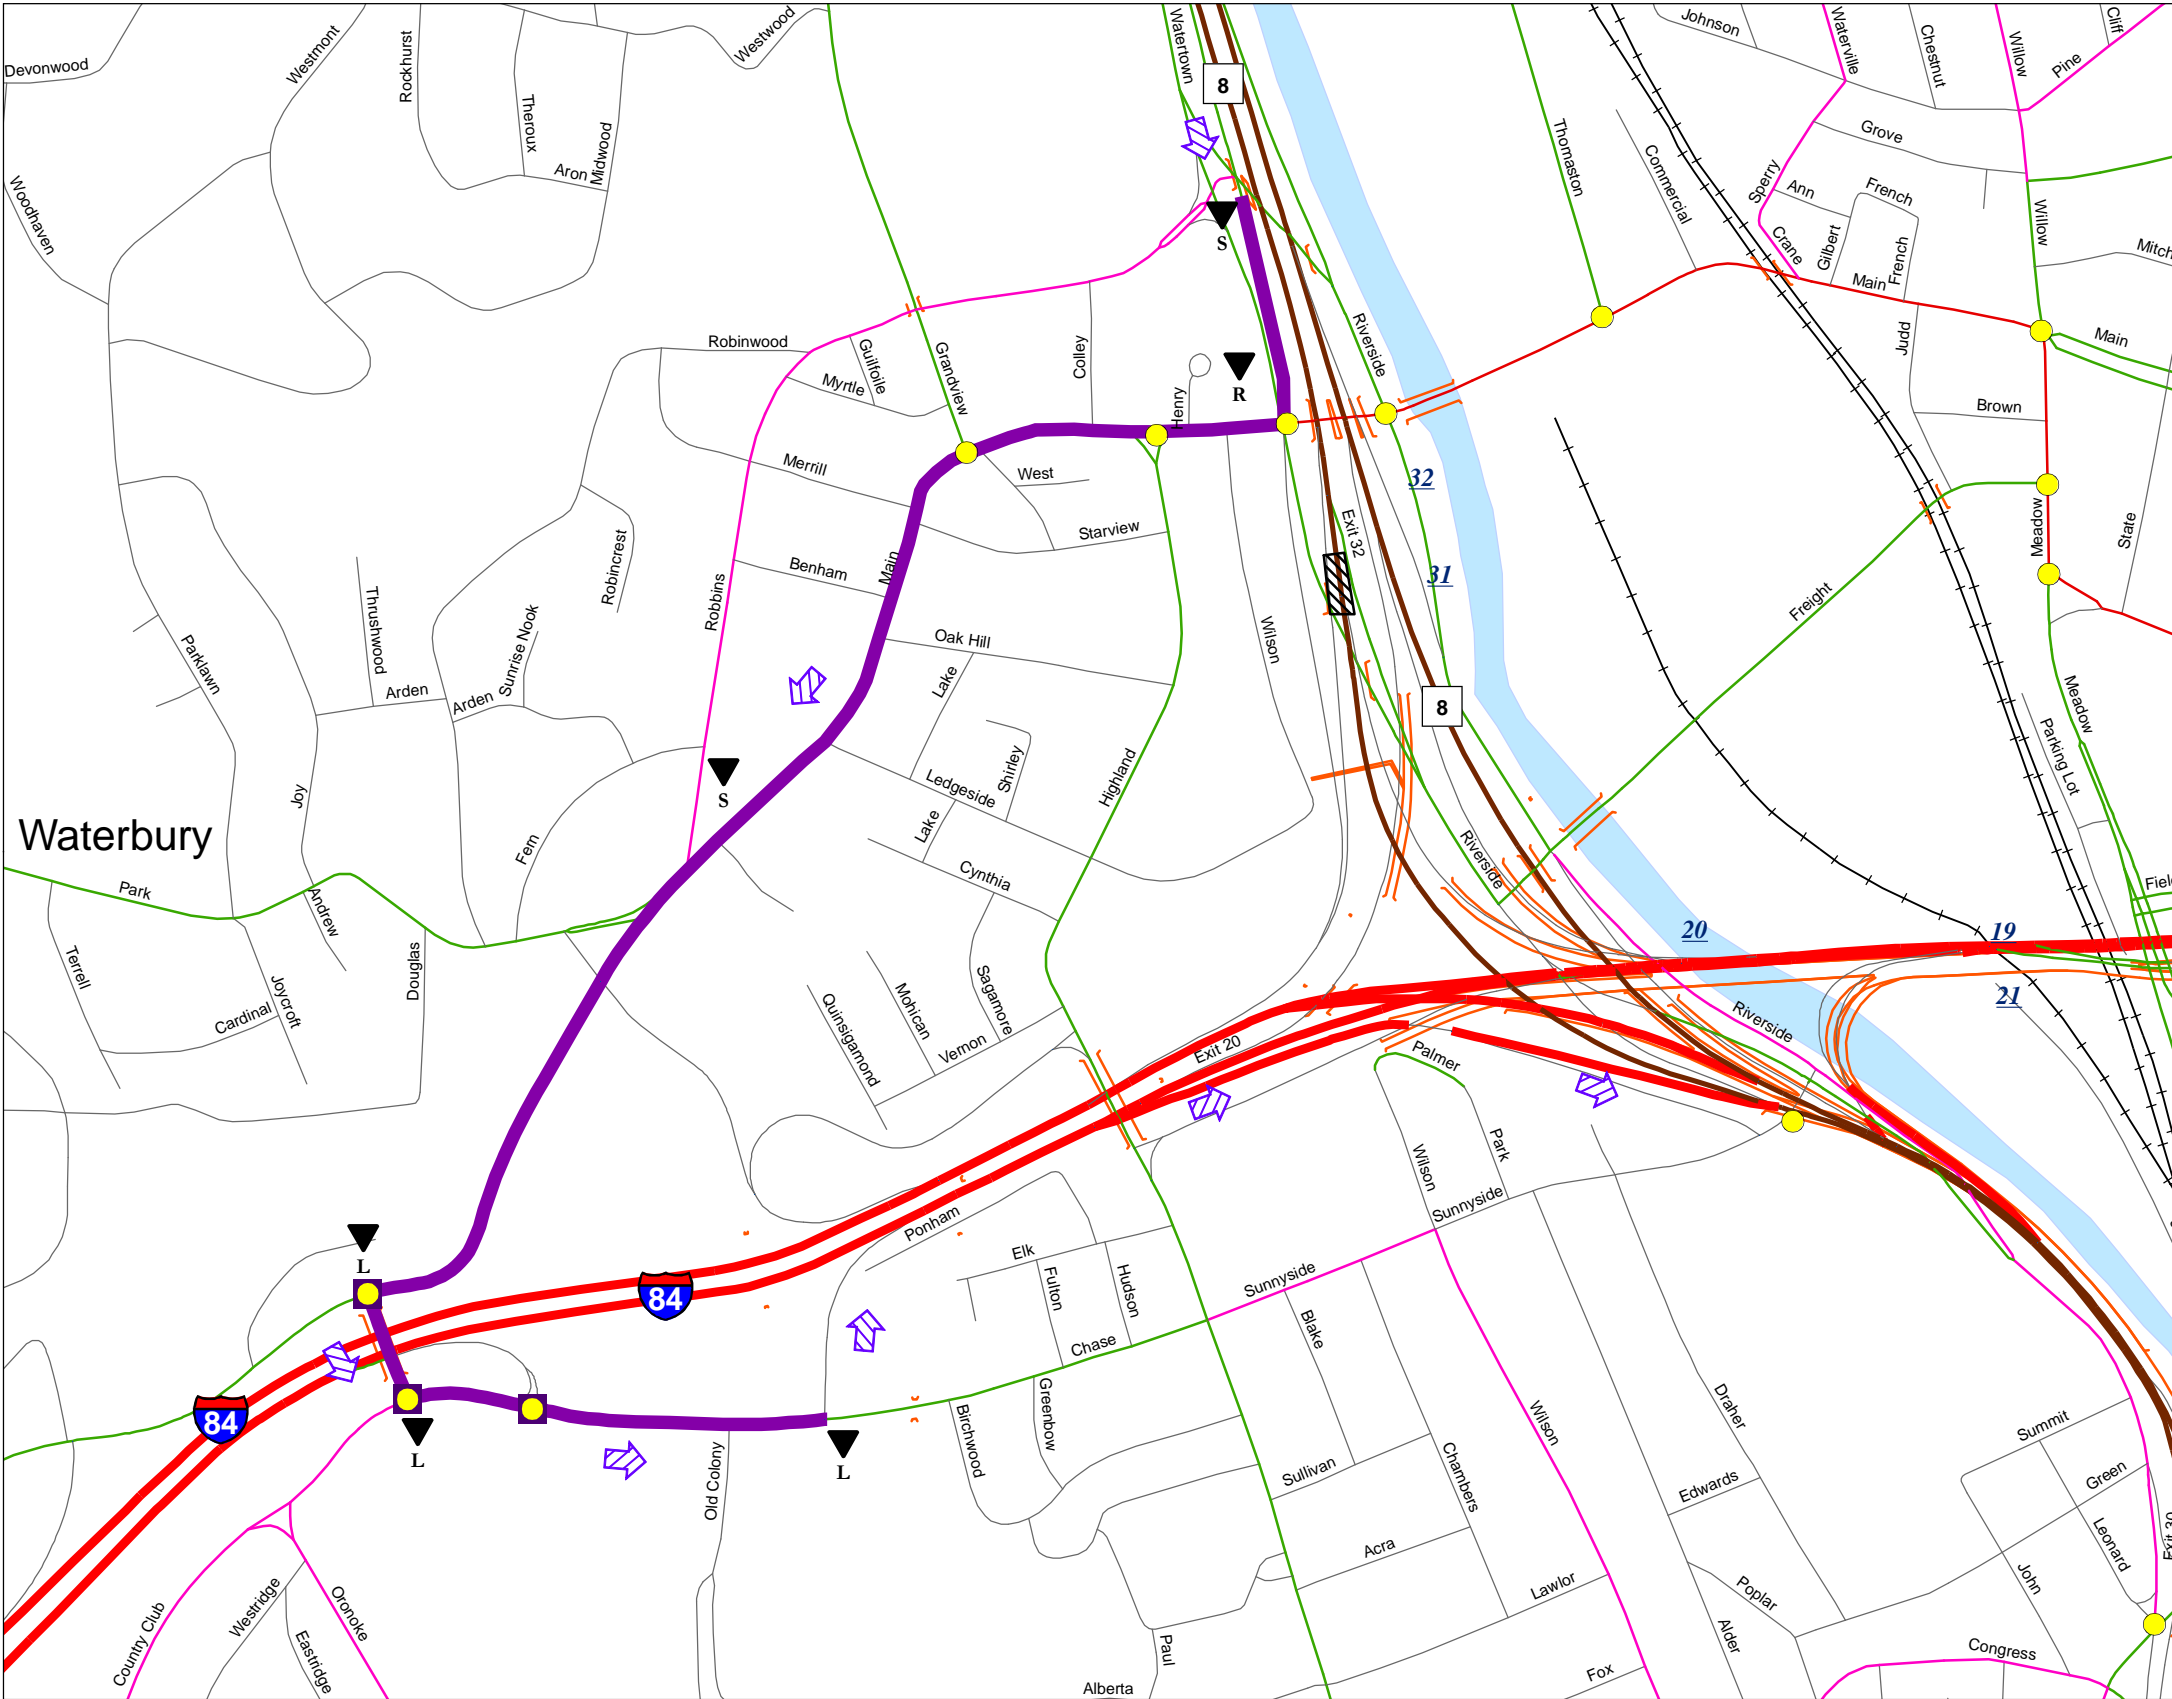 Devonwood
Westmont
Rockhurst
Theroux
Aron
Midwood
Westwood
Watertown
8
Thomaston
Commercial
Johnson
Waterville
Chestnut
Willow
Pine
Cliff
Grove
Sperry
Ann
French
Crane
Gilbert
French
Willow
Mitch
Main
Main
Woodhaven
S
Riverside
Robinwood
Guilfoile
Myrtle
Grandview
Colley
Henry
R
Judd
Brown
Merrill
West
Starview
32
Exit 32
31
Meadow
State
Benham
Main
Robbins
Robincrest
Thrushwood
Sunrise Nook
Arden
Arden
Parklawn
Oak Hill
Lake
Wilson
Freight
8
Meadow
Parking Lot
Ledgeside
Shirley
Lake
Highland
S
Joy
Waterbury
Fern
Cynthia
Riverside
Park
Andrew
Terrell
Joycroft
Cardinal
Douglas
Quinsigamond
Mohican
Sagamore
Vernon
Exit 20
20
19
21
Field
Riverside
Palmer
Park
Wilson
Sunnyside
Sunnyside
Ponham
Elk
Fulton
Hudson
Chase
L
84
84
L
L
Blake
Birchwood
Greenbow
Old Colony
Sullivan
Chambers
Wilson
Draher
Edwards
Summit
Green
Leonard
John
Exit 30
Acra
Lawlor
Poplar
Alder
Congress
Fox
Paul
Alberta
Country Club
Westridge
Eastridge
Oronoke